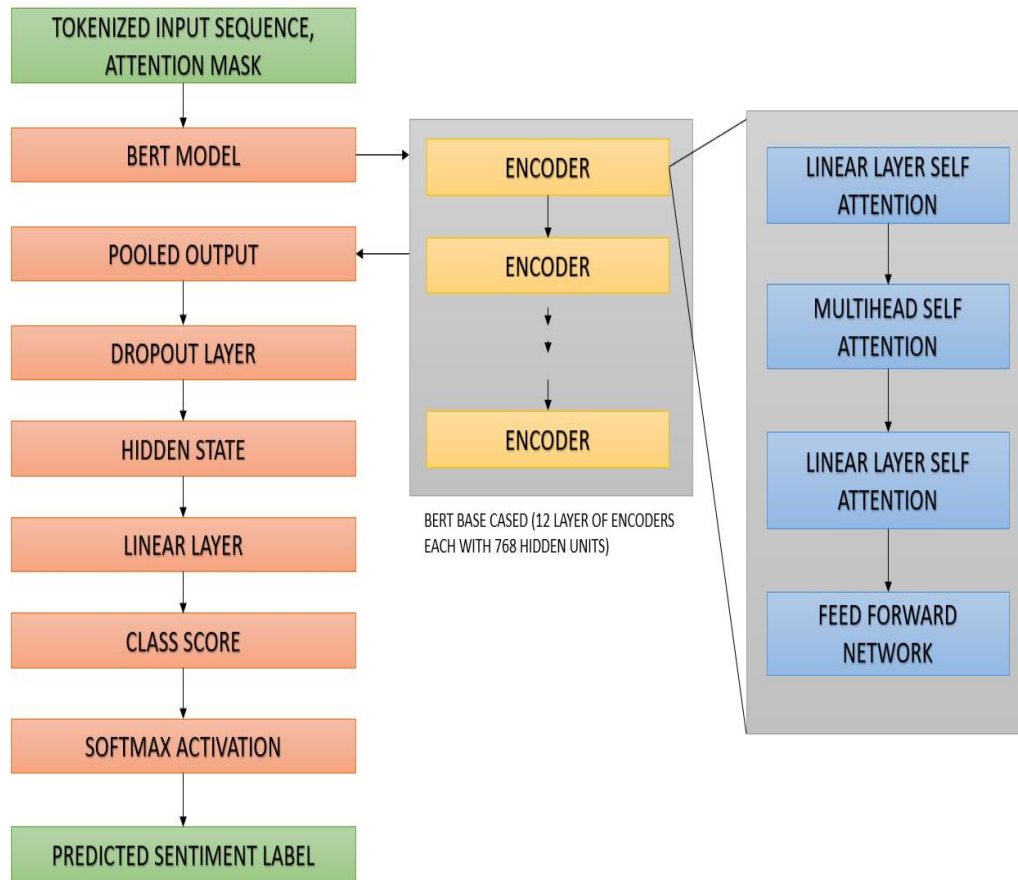 TOKENIZED INPUT SEQUENCE,
ATTENTION MASK
BERT MODEL
POOLED OUTPUT
DROPOUT LAYER
HIDDEN STATE
LINEAR LAYER
CLASS SCORE
SOFTMAX ACTIVATION
PREDICTED SENTIMENT LABEL
ENCODER
ENCODER
ENCODER
BERT BASE CASED (12 LAYER OF ENCODERS
EACH WITH 768 HIDDEN UNITS)
LINEAR LAYER SELF
ATTENTION
MULTIHEAD SELF
ATTENTION
LINEAR LAYER SELF
ATTENTION
FEED FORWARD
NETWORK